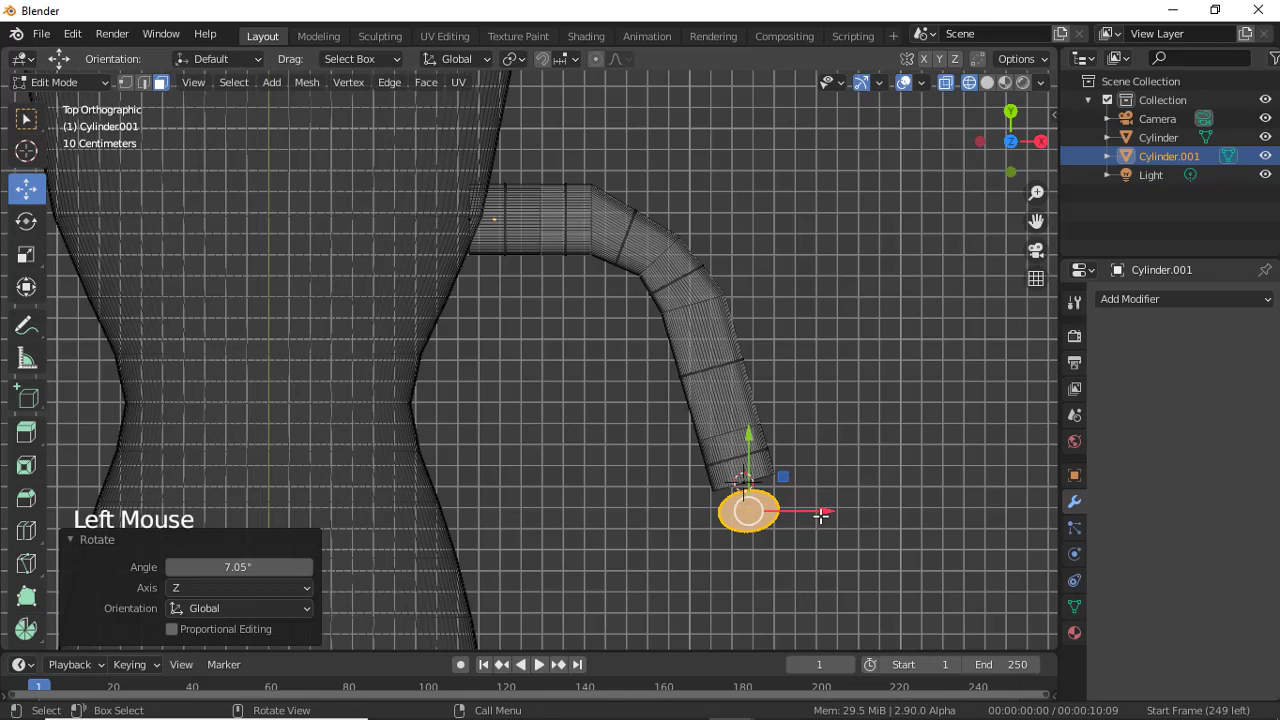 Blender
File Edit Render Window Help Layout Modeling Sculpting UV Editing Texture Paint Shading Animation Rendering Compositing Scripting + Scene View Layer
Orientation: Default Drag: Select Box Global X Y Z Options
Edit Mode View Select Add Mesh Vertex Edge Face UV
Top Orthographic
(1) Cylinder.001
10 Centimeters
Y
Z X
Scene Collection
Collection
Camera
Cylinder
Cylinder.001
Light
Cylinder.001
Add Modifier
Left Mouse
Rotate
Angle 7.05°
Axis Z
Orientation Global
Proportional Editing
Playback Keying View Marker 1 Start 1 End 250
1 20 40 60 80 100 120 140 160 180 200 220 240
Select Box Select Rotate View Call Menu Mem: 29.5 MiB | 2.90.0 Alpha 00:00:00:00 / 00:00:10:09 Start Frame (249 left)